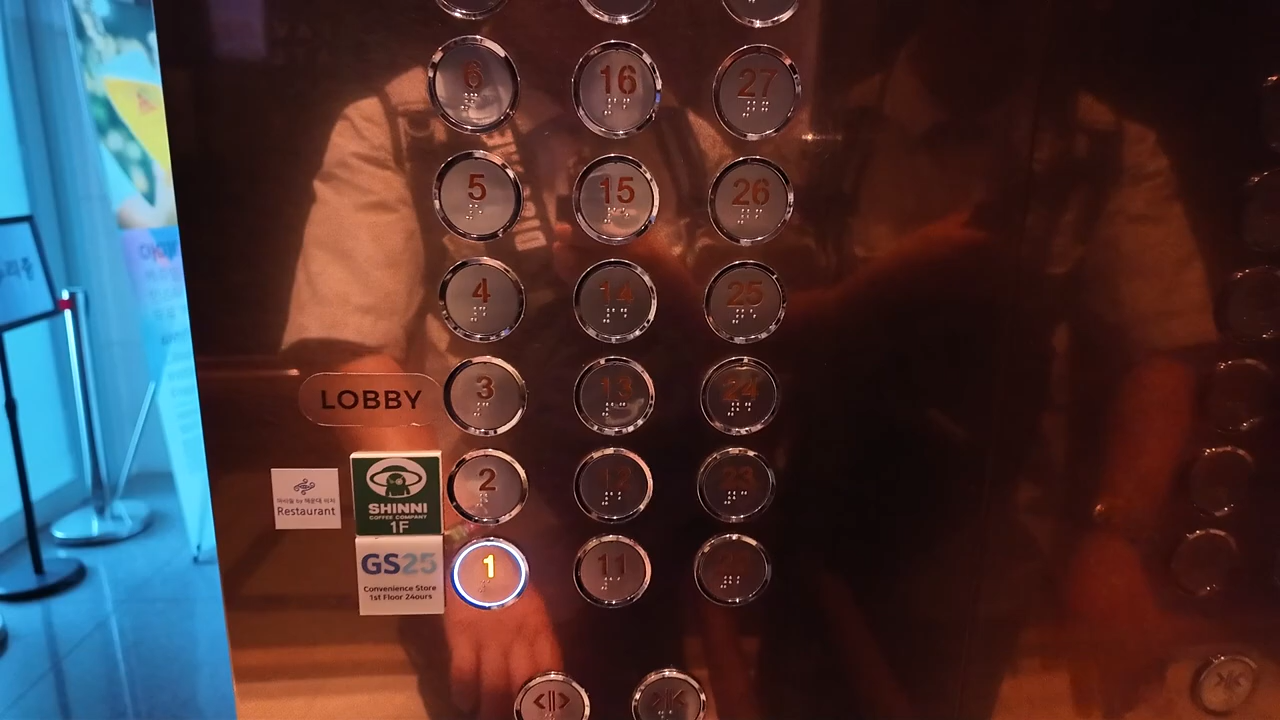 6 16 27
5 15 26
4 14 25
LOBBY 3 13 24
2 12 23
Restaurant
SHINNI
COFFEE COMPANY
1F
1 11 22
GS25
Convenience Store
1st Floor 24ours